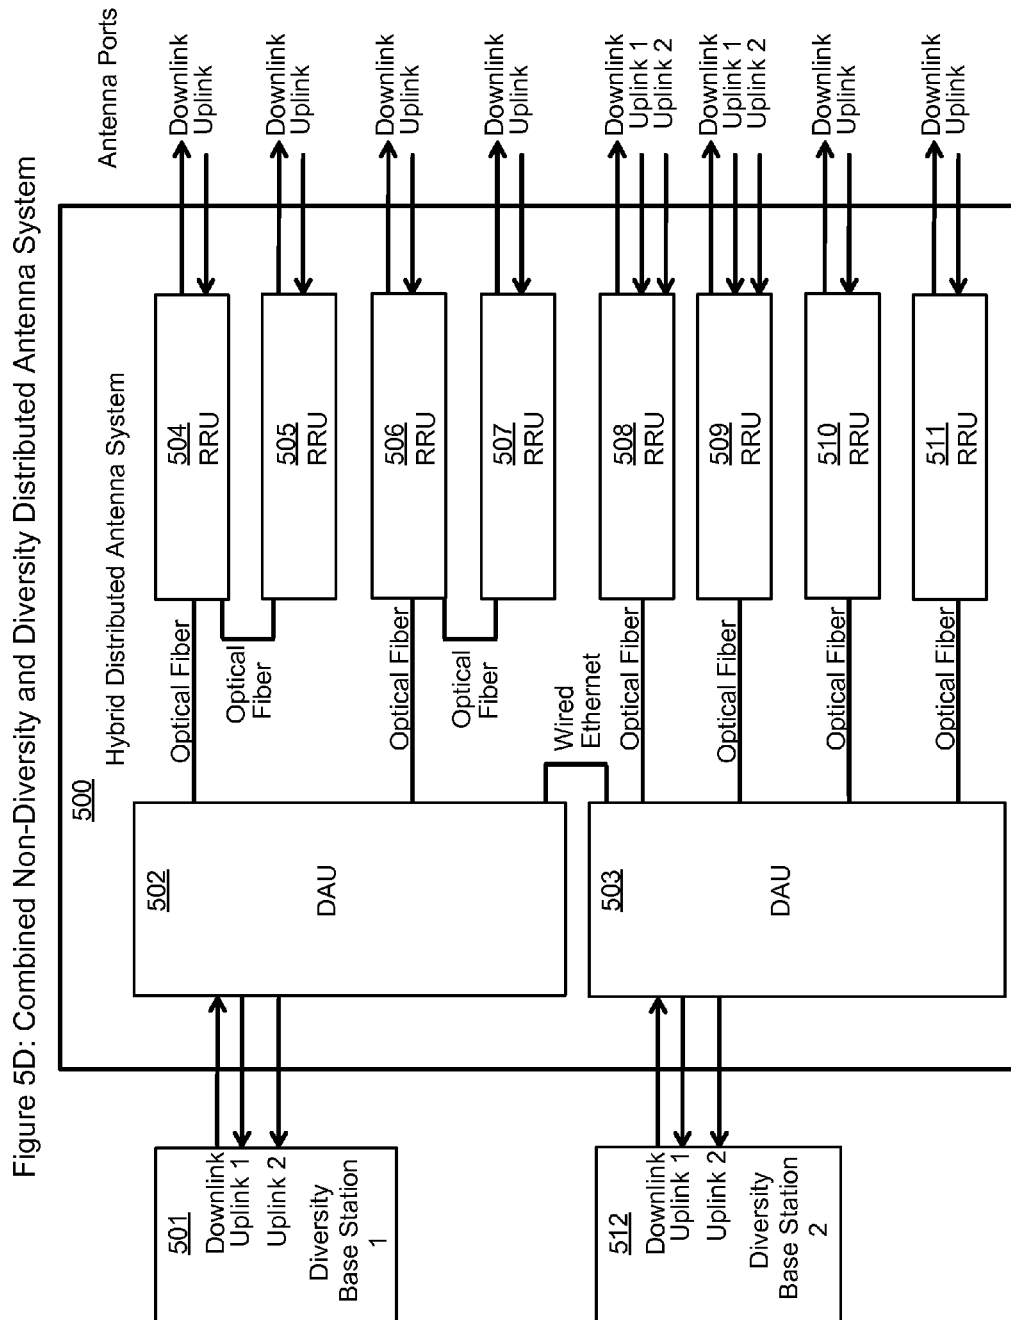 Figure 5D: Combined Non-Diversity and Diversity Distributed Antenna System
Antenna Ports
500
Hybrid Distributed Antenna System
501
Downlink
Uplink 1
Uplink 2
Diversity
Base Station
1
502
DAU
Optical Fiber
Optical
Fiber
504
RRU
Downlink
Uplink
505
RRU
Downlink
Uplink
Optical Fiber
Optical
Fiber
506
RRU
Downlink
Uplink
507
RRU
Downlink
Uplink
Wired
Ethernet
512
Downlink
Uplink 1
Uplink 2
Diversity
Base Station
2
503
DAU
Optical Fiber
508
RRU
Downlink
Uplink 1
Uplink 2
Optical Fiber
509
RRU
Downlink
Uplink 1
Uplink 2
Optical Fiber
510
RRU
Downlink
Uplink
Optical Fiber
511
RRU
Downlink
Uplink